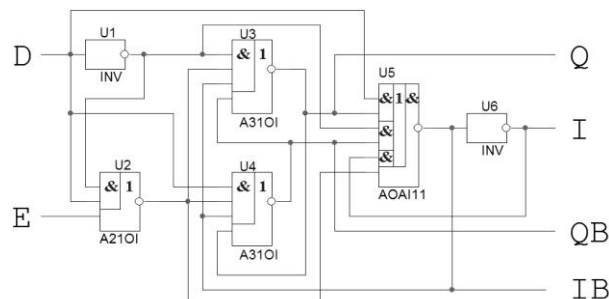 U1
INV
D
U3
& 1
A31OI
U5
& 1 &
&
&
AOAI11
Q
U6
INV
I
U2
& 1
A21OI
E
U4
& 1
A31OI
QB
IB